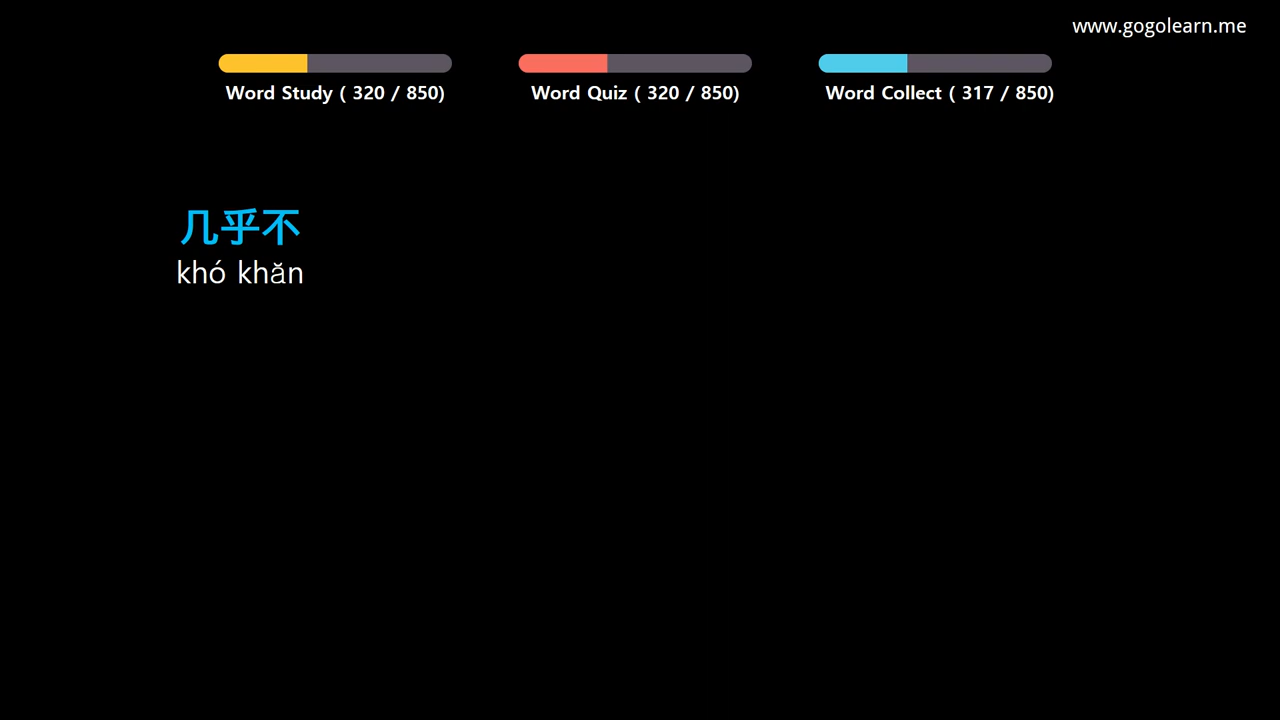 www.gogolearn.me
Word Study ( 320 / 850)
Word Quiz ( 320 / 850)
Word Collect ( 317 / 850)
几乎不
khó khăn